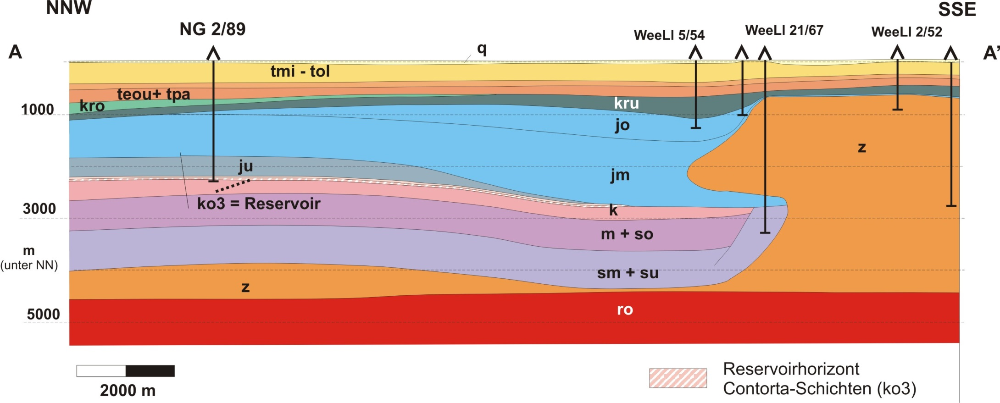 NNW
SSE
NG 2/89
WeeLI 5/54
WeeLI 21/67
WeeLI 2/52
A
q
A'
tmi - tol
teou+ tpa
kro
kru
1000
jo
z
ju
jm
ko3 = Reservoir
k
3000
m + so
m
(unter NN)
sm + su
z
ro
5000
2000 m
Reservoirhorizont
Contorta-Schichten (ko3)